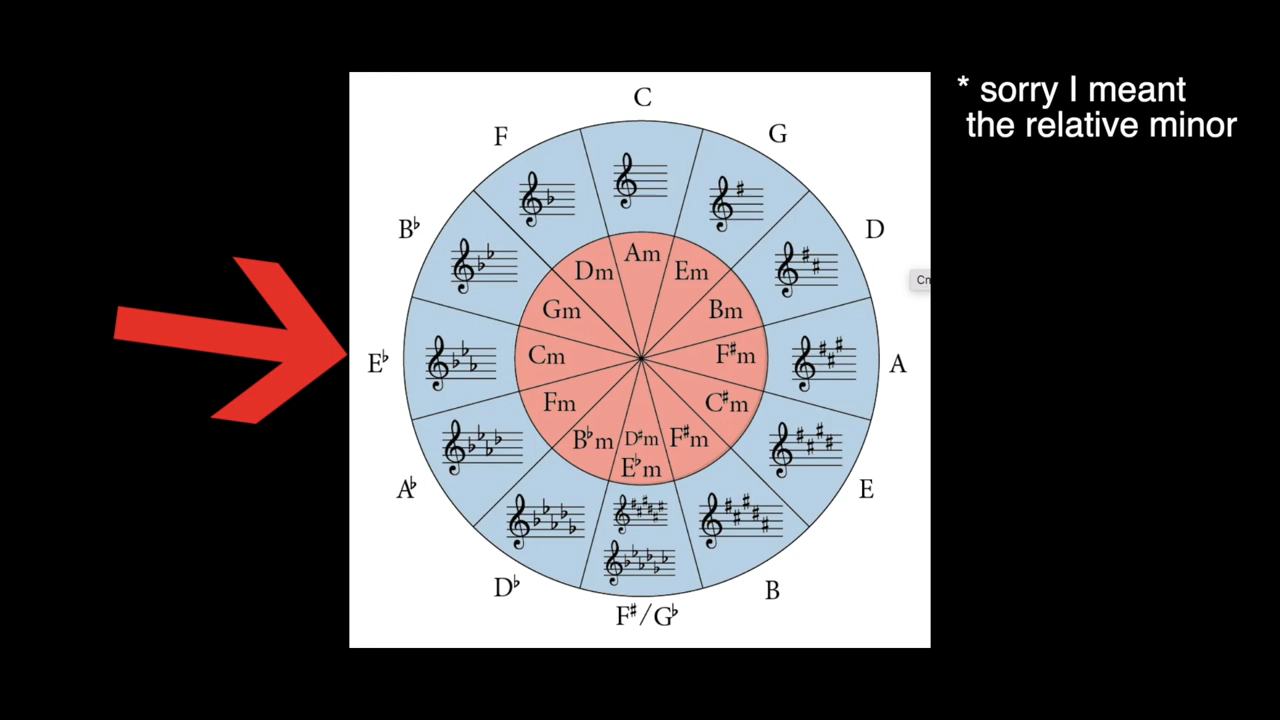 * sorry I meant
the relative minor
C
F
G
B♭
D
E♭
A
A♭
E
D♭
B
F♯/G♭
Am
Dm
Em
Gm
Bm
Cm
F♯m
Fm
C♯m
B♭m
D♯m
F♯m
E♭m